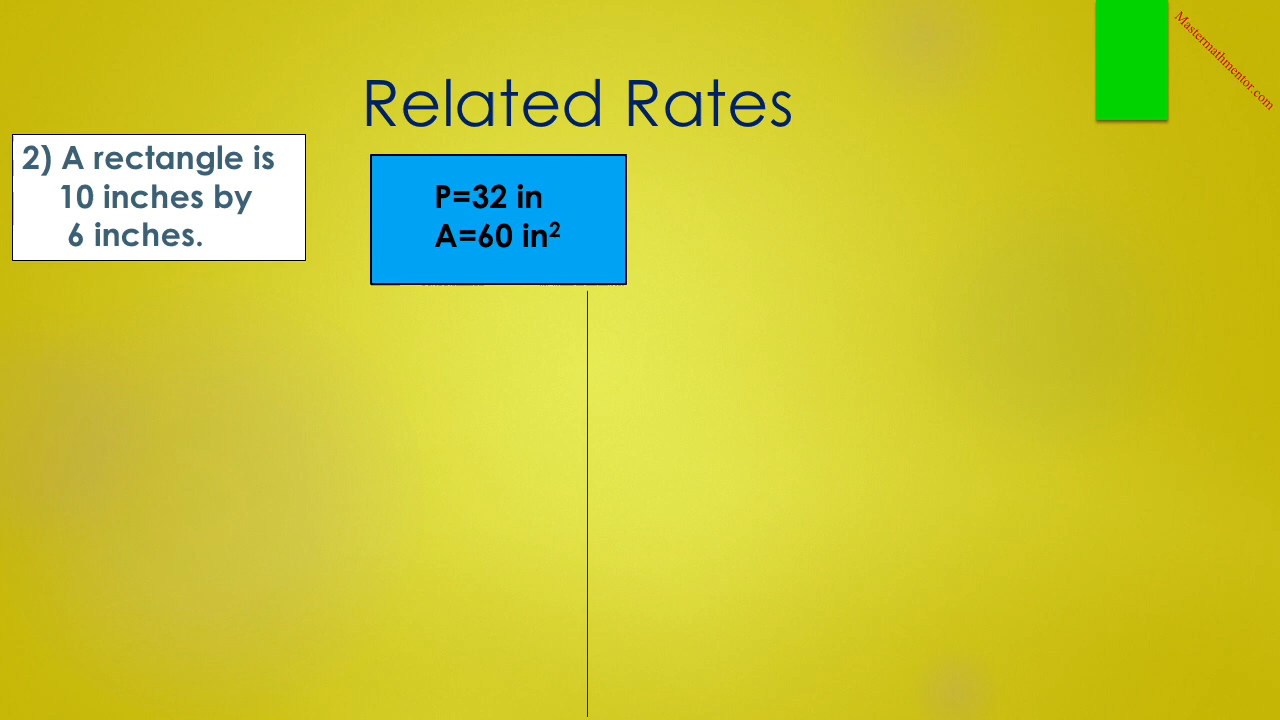 Mastermathmentor.com
Related Rates
2) A rectangle is
10 inches by
6 inches.
P=32 in
A=60 in²